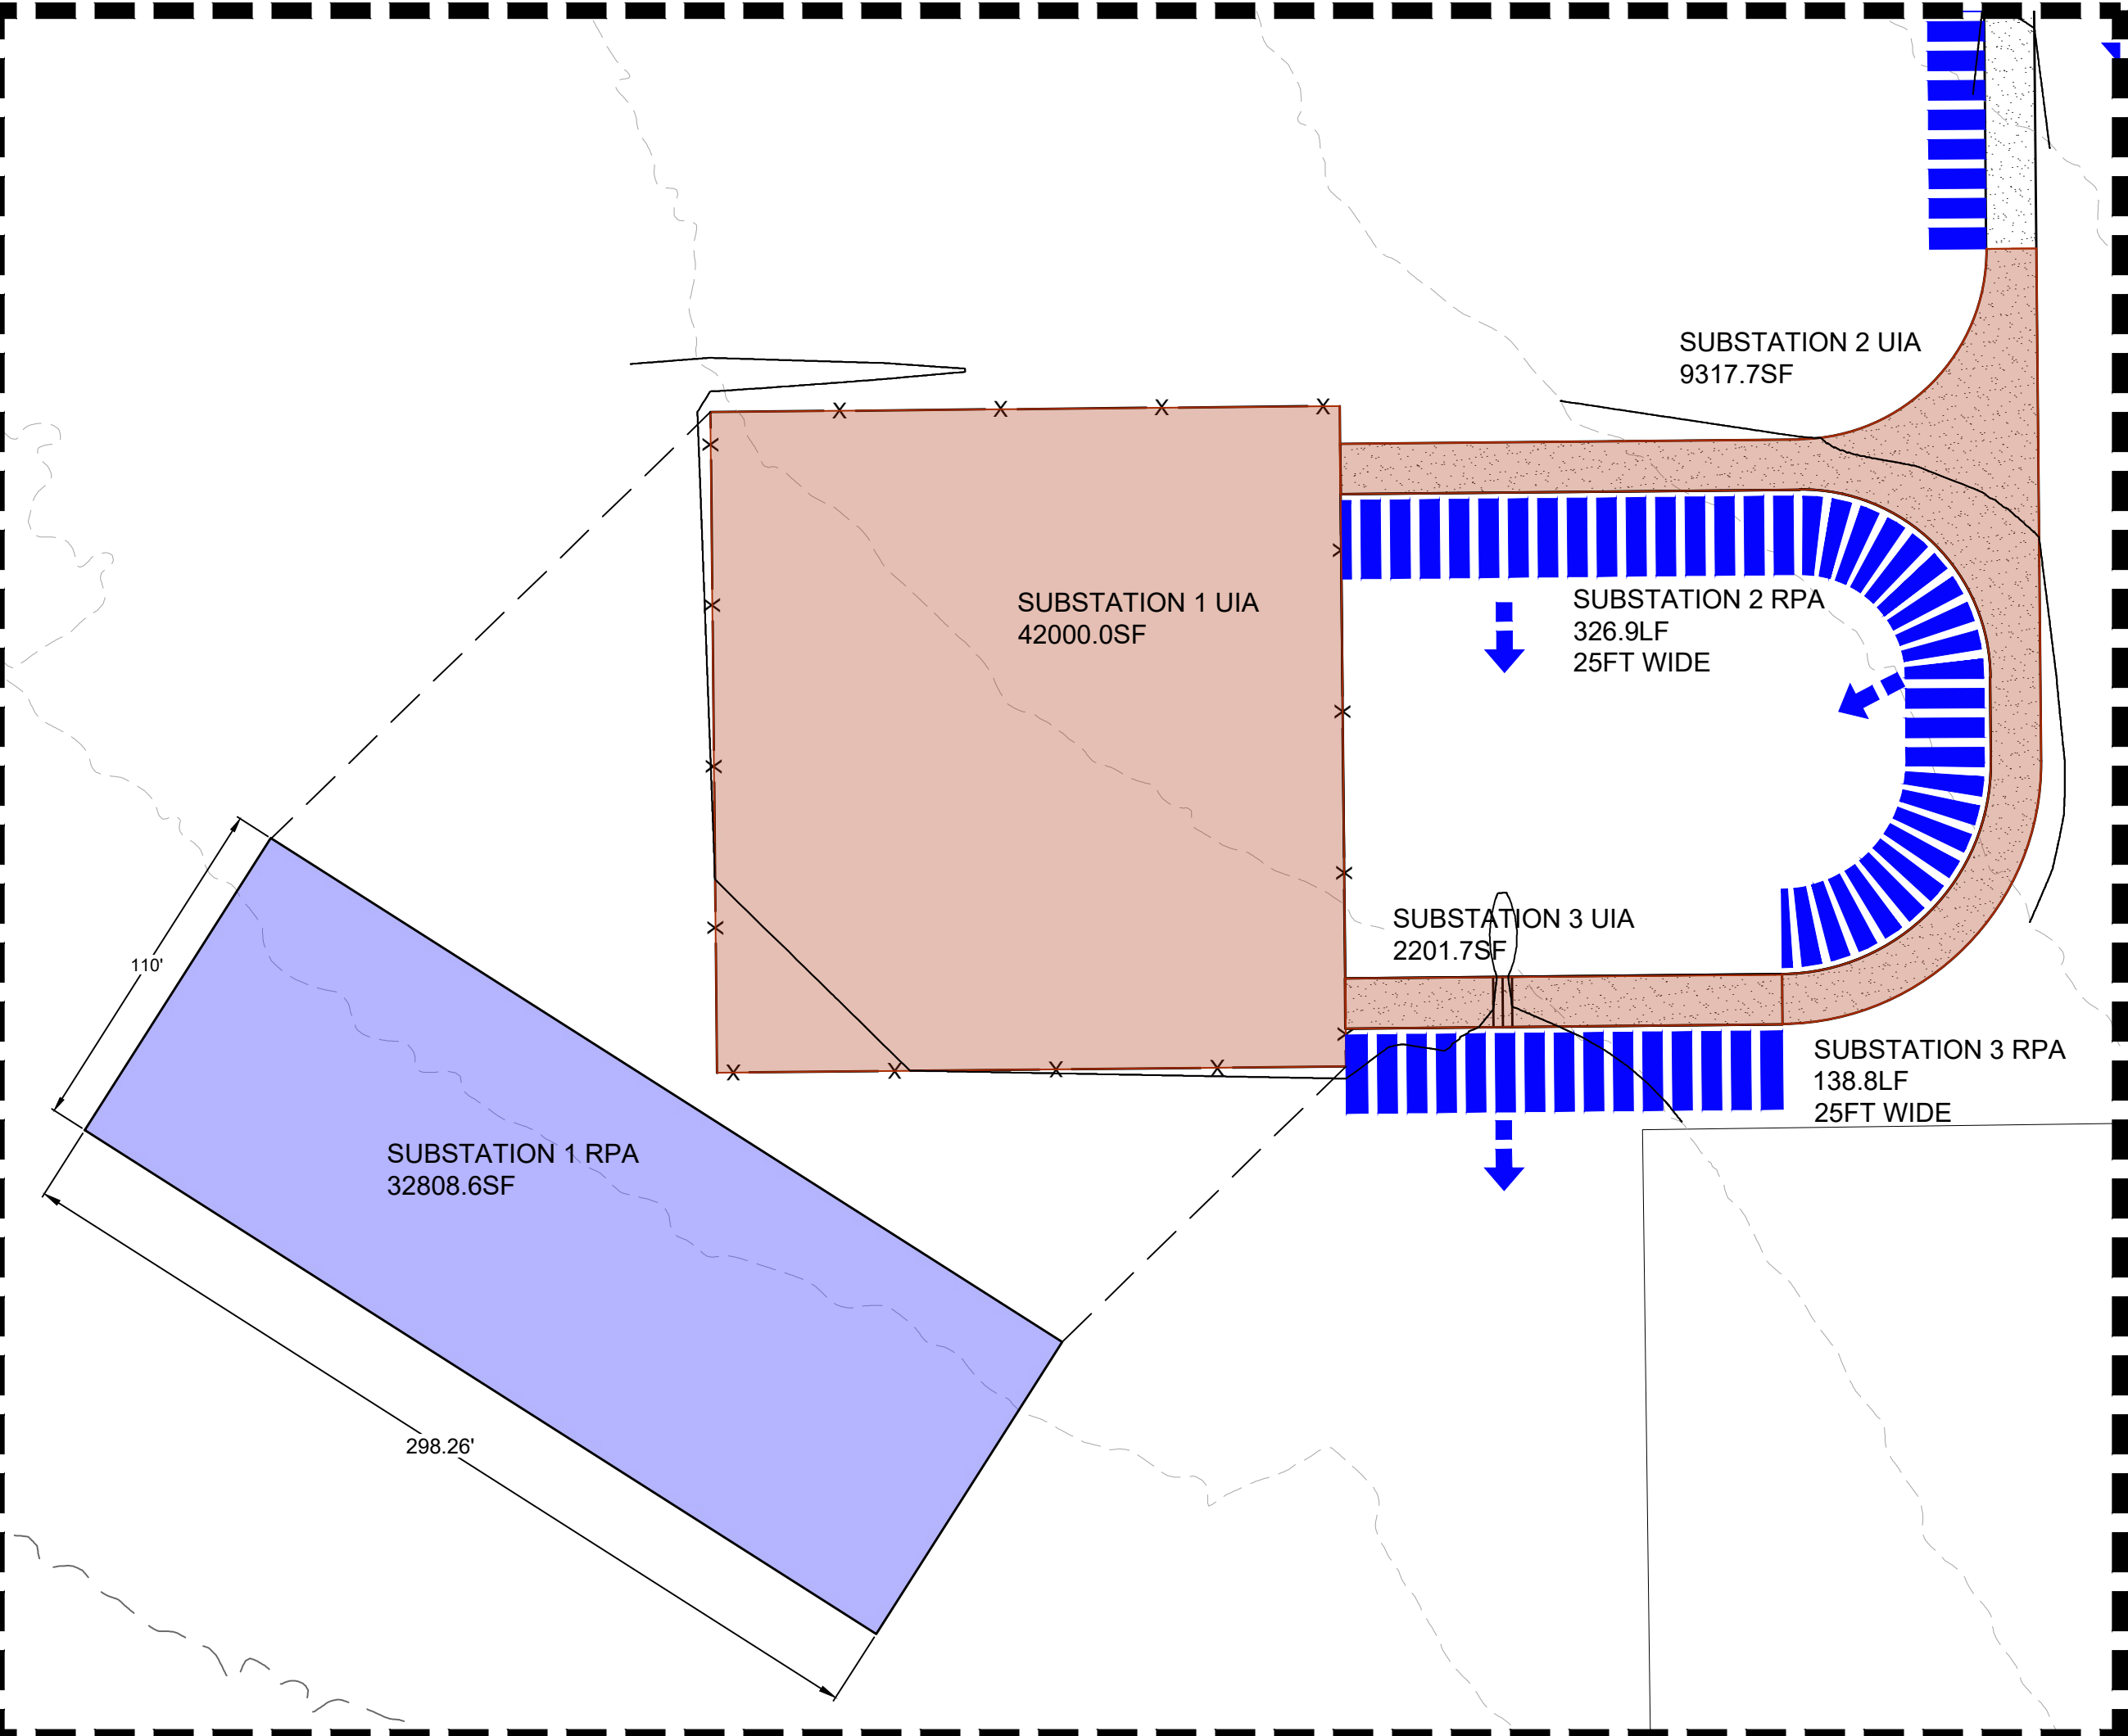 SUBSTATION 2 UIA
9317.7SF
SUBSTATION 1 UIA
42000.0SF
SUBSTATION 2 RPA
326.9LF
25FT WIDE
SUBSTATION 3 UIA
2201.7SF
110'
SUBSTATION 3 RPA
138.8LF
25FT WIDE
SUBSTATION 1 RPA
32808.6SF
298.26'